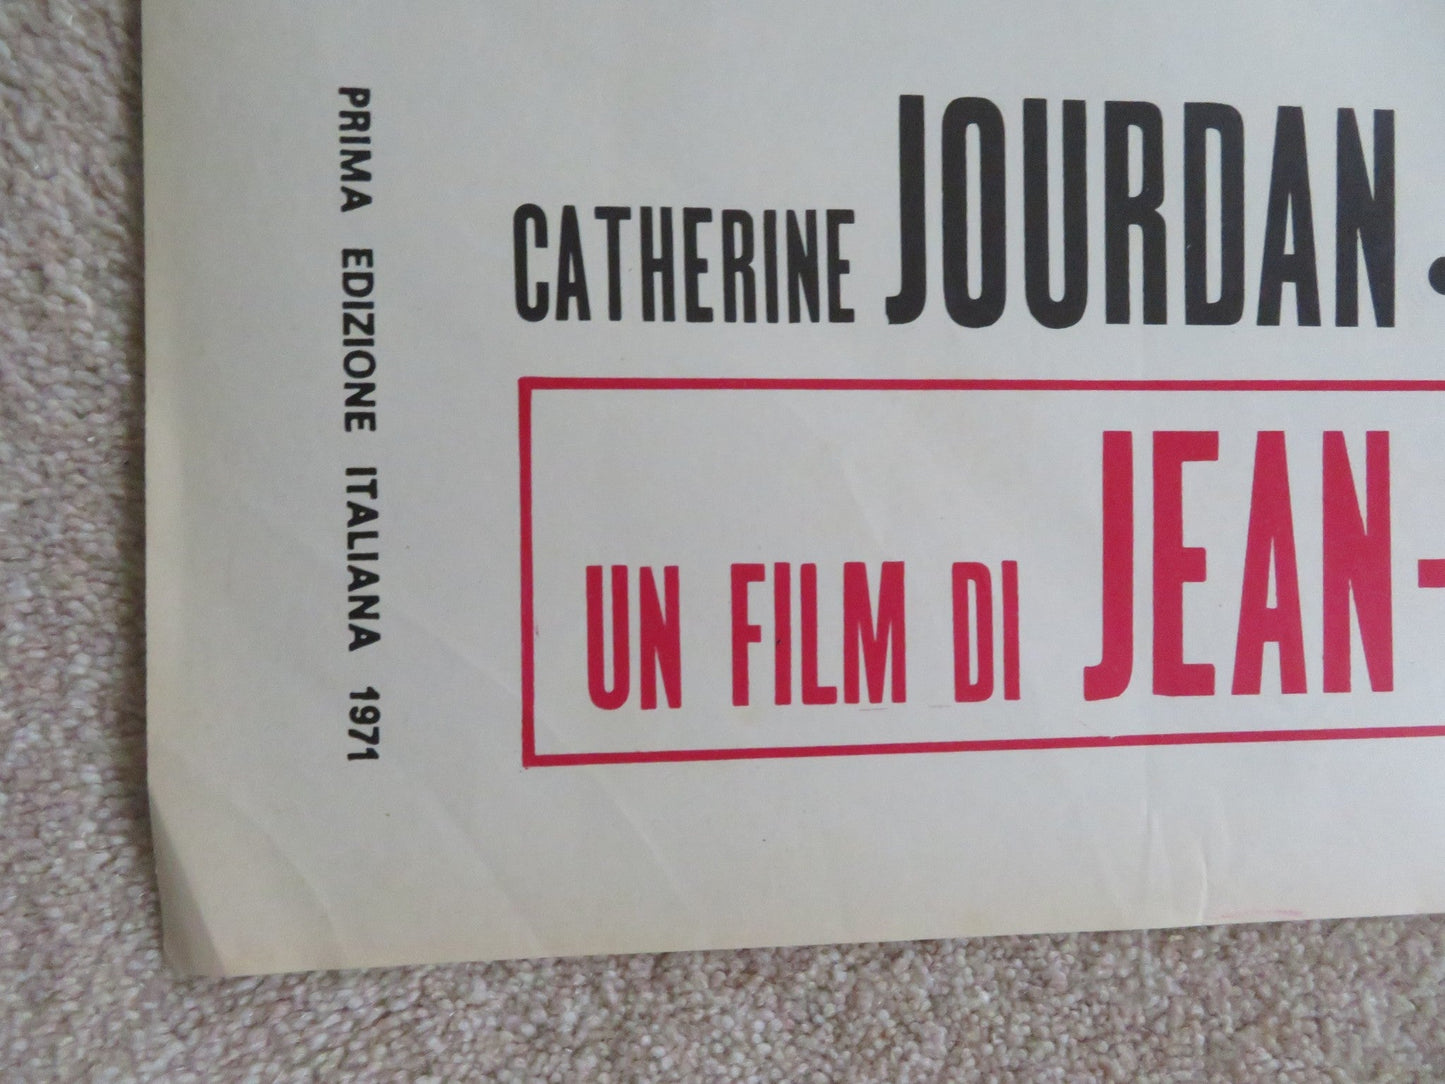 PRIMA EDIZIONE ITALIANA 1971
CATHERINE JOURDAN •
UN FILM DI JEAN-